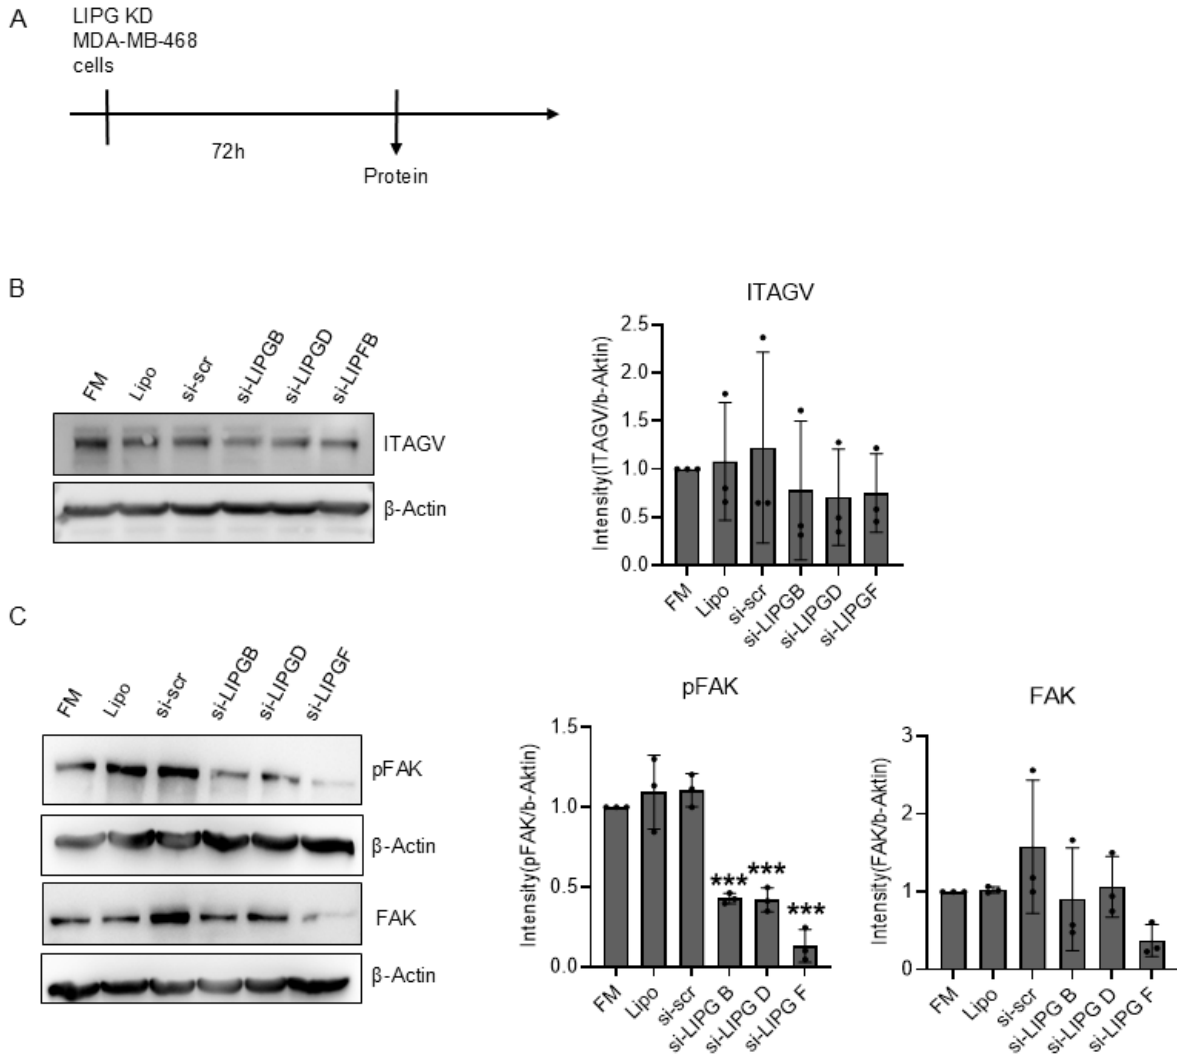 A
LIPG KD
MDA-MB-468
cells
72h
Protein
B
FM
Lipo
si-scr
si-LIPGB
si-LIPGD
si-LIPFB
ITAGV
β-Actin
ITAGV
Intensity(ITAGV/b-Aktin)
2.5
2.0
1.5
1.0
0.5
0.0
FM
Lipo
si-scr
si-LIPGB
si-LIPGD
si-LIPGF
C
FM
Lipo
si-scr
si-LIPGB
si-LIPGD
si-LIPGF
pFAK
β-Actin
FAK
β-Actin
pFAK
Intensity(pFAK/b-Aktin)
1.5
1.0
0.5
0.0
***
***
***
FM
Lipo
si-scr
si-LIPG B
si-LIPG D
si-LIPG F
FAK
Intensity(FAK/b-Aktin)
3
2
1
0
FM
Lipo
si-scr
si-LIPG B
si-LIPG D
si-LIPG F